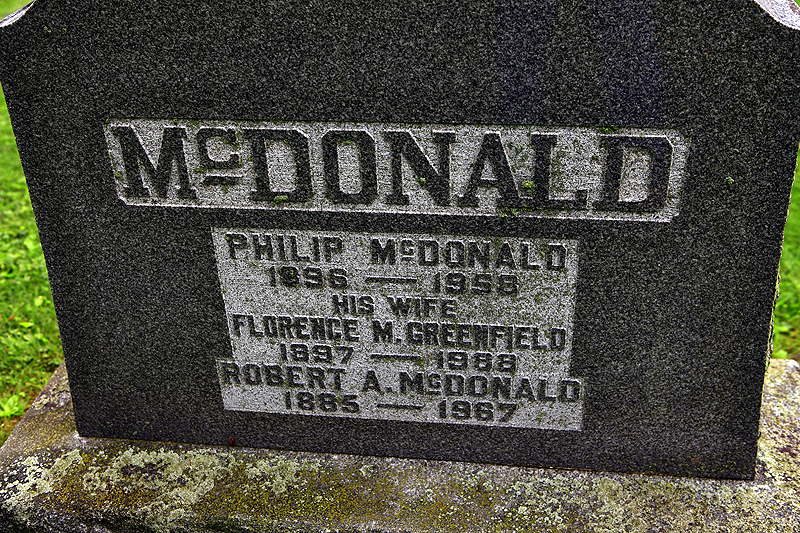 McDONALD
PHILIP McDONALD
1896 — 1958
HIS WIFE
FLORENCE M. GREENFIELD
1897 — 1988
ROBERT A. McDONALD
1885 — 1967